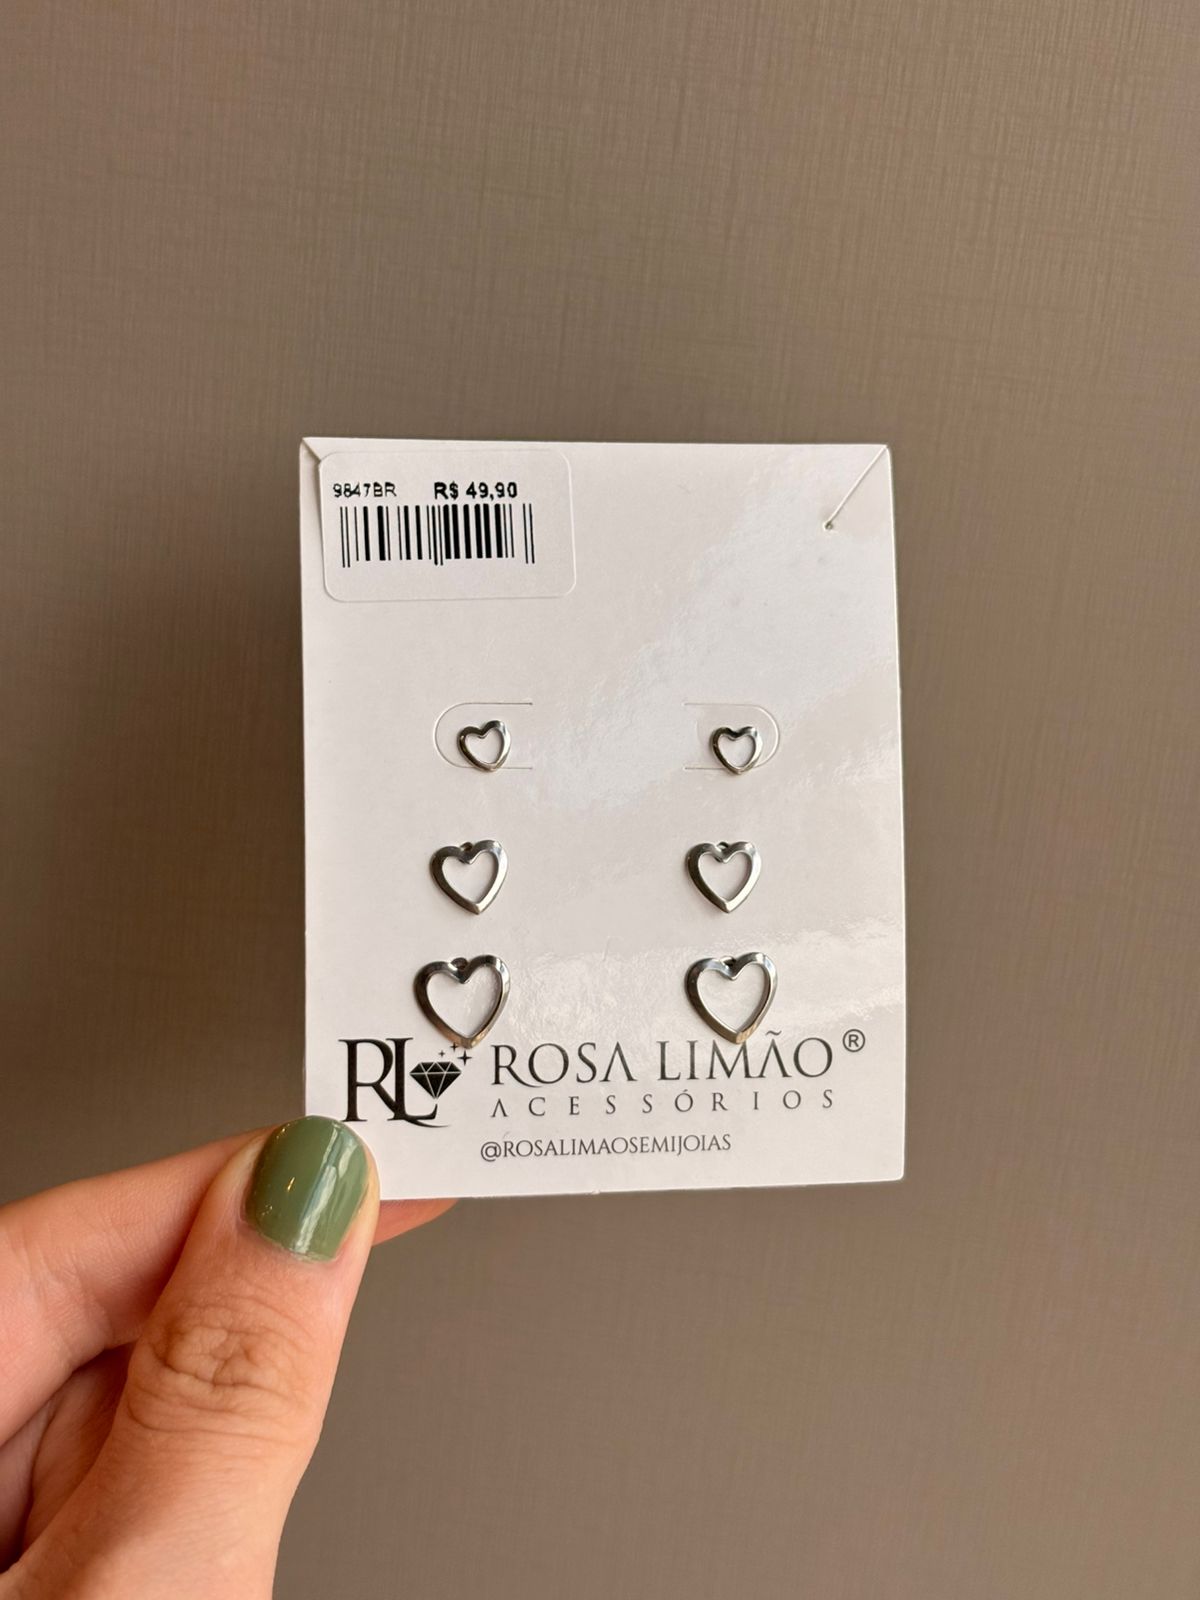 9847BR R$ 49,90
RL ROSA LIMÃO®
ACESSÓRIOS
@ROSALIMAOSEMIJOIAS